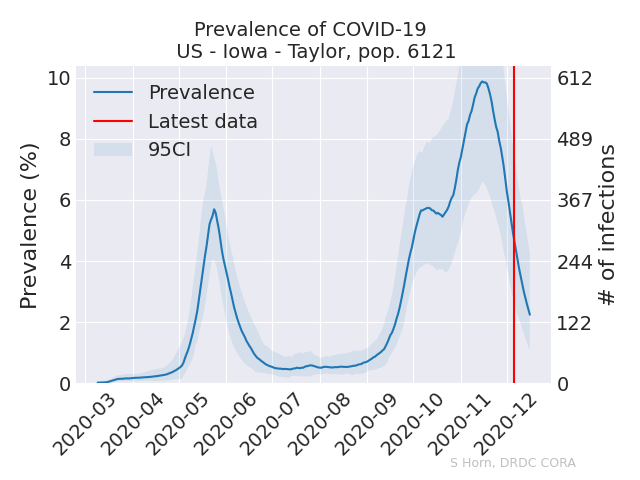 Prevalence of COVID-19
US - Iowa - Taylor, pop. 6121
Prevalence
Latest data
95CI
Prevalence (%)
10
8
6
4
2
0
612
489
367
244
122
0
# of infections
2020-03
2020-04
2020-05
2020-06
2020-07
2020-08
2020-09
2020-10
2020-11
2020-12
S Horn, DRDC CORA